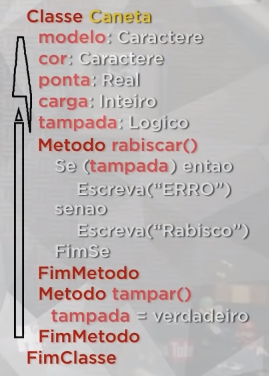 Classe Caneta
modelo: Caractere
cor: Caractere
ponta: Real
carga: Inteiro
tampada: Logico
Metodo rabiscar()
Se (tampada) entao
Escreva("ERRO")
senao
Escreva("Rabisco")
FimSe
FimMetodo
Metodo tampar()
tampada = verdadeiro
FimMetodo
FimClasse